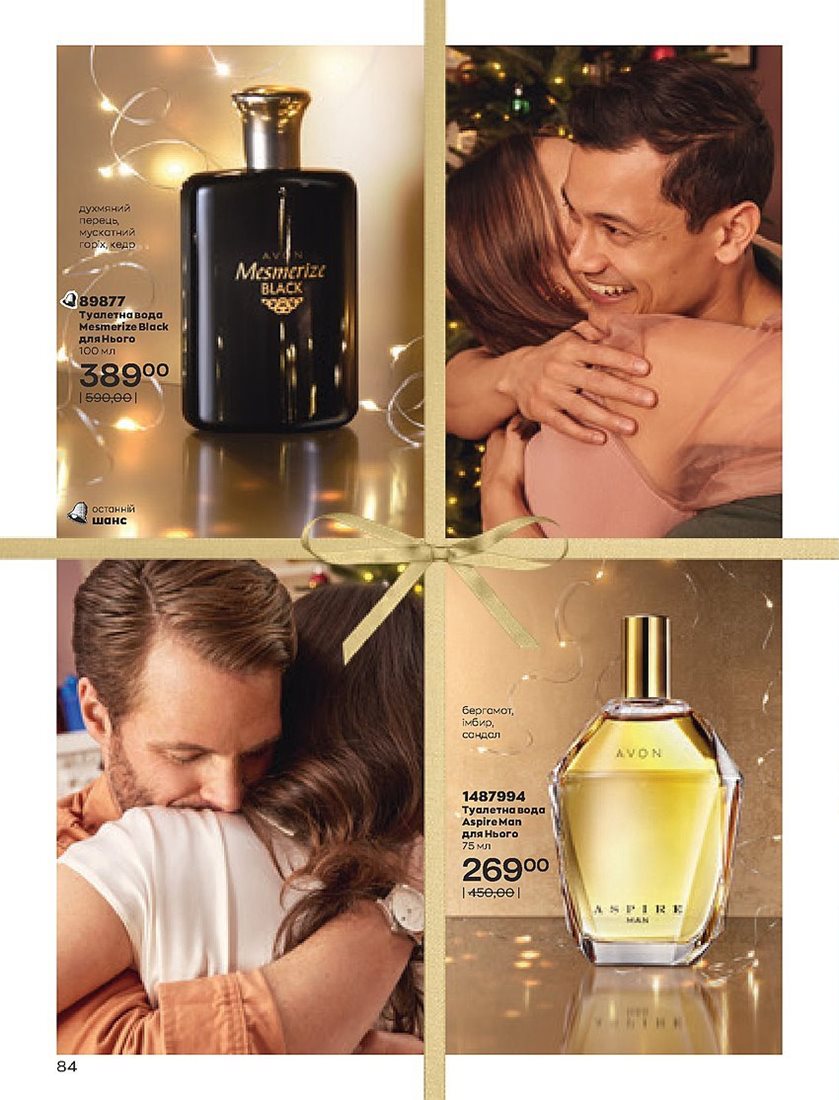 духмяний
перець,
мускатний
горіх, кедр
89877
Туалетна вода
Mesmerize Black
для Нього
100 мл
389⁰⁰
| 590,00 |
останній
шанс
AVON
Mesmerize
BLACK
бергамот,
імбир,
сандал
1487994
Туалетна вода
Aspire Man
для Нього
75 мл
269⁰⁰
| 450,00 |
AVON
ASPIRE
MAN
84